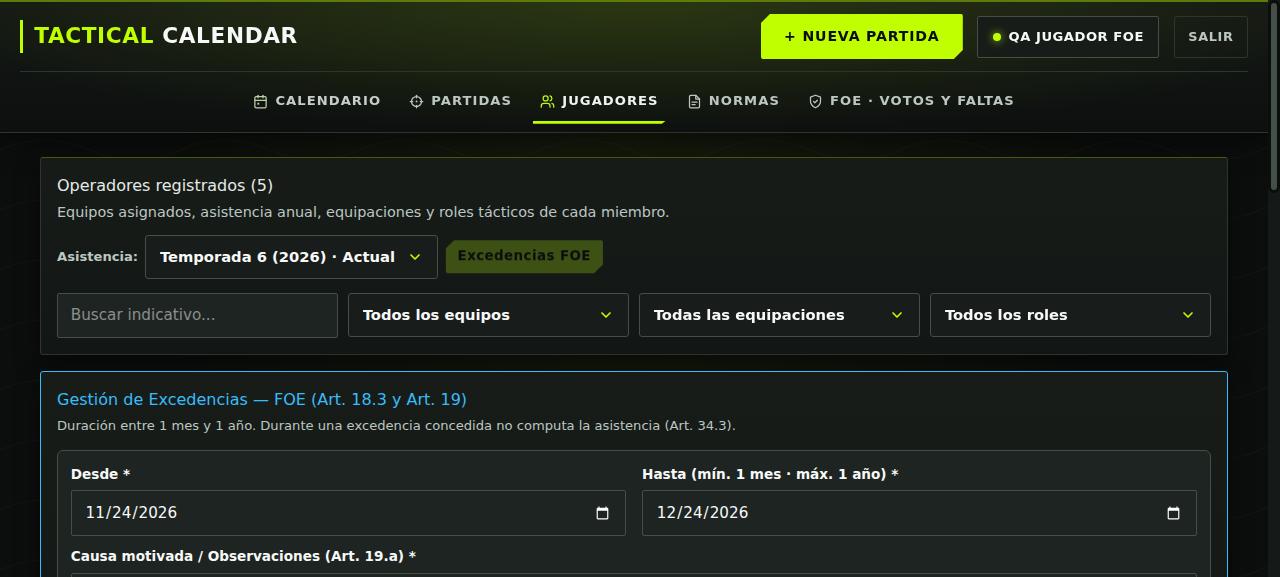 TACTICAL CALENDAR
+ NUEVA PARTIDA
QA JUGADOR FOE
SALIR
CALENDARIO
PARTIDAS
JUGADORES
NORMAS
FOE · VOTOS Y FALTAS
Operadores registrados (5)
Equipos asignados, asistencia anual, equipaciones y roles tácticos de cada miembro.
Asistencia:
Temporada 6 (2026) · Actual
Excedencias FOE
Buscar indicativo...
Todos los equipos
Todas las equipaciones
Todos los roles
Gestión de Excedencias — FOE (Art. 18.3 y Art. 19)
Duración entre 1 mes y 1 año. Durante una excedencia concedida no computa la asistencia (Art. 34.3).
Desde *
Hasta (mín. 1 mes · máx. 1 año) *
11/24/2026
12/24/2026
Causa motivada / Observaciones (Art. 19.a) *